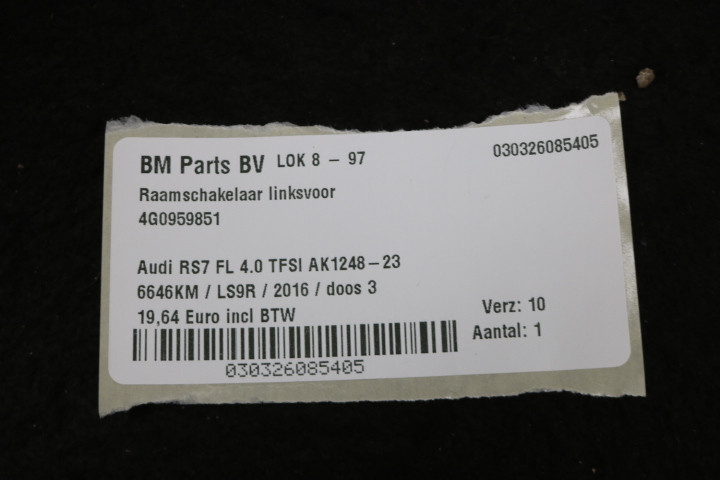 BM Parts BV LOK 8 - 97 030326085405
Raamschakelaar linksvoor
4G0959851
Audi RS7 FL 4.0 TFSI AK1248-23
6646KM / LS9R / 2016 / doos 3
19,64 Euro incl BTW
Verz: 10
Aantal: 1
030326085405